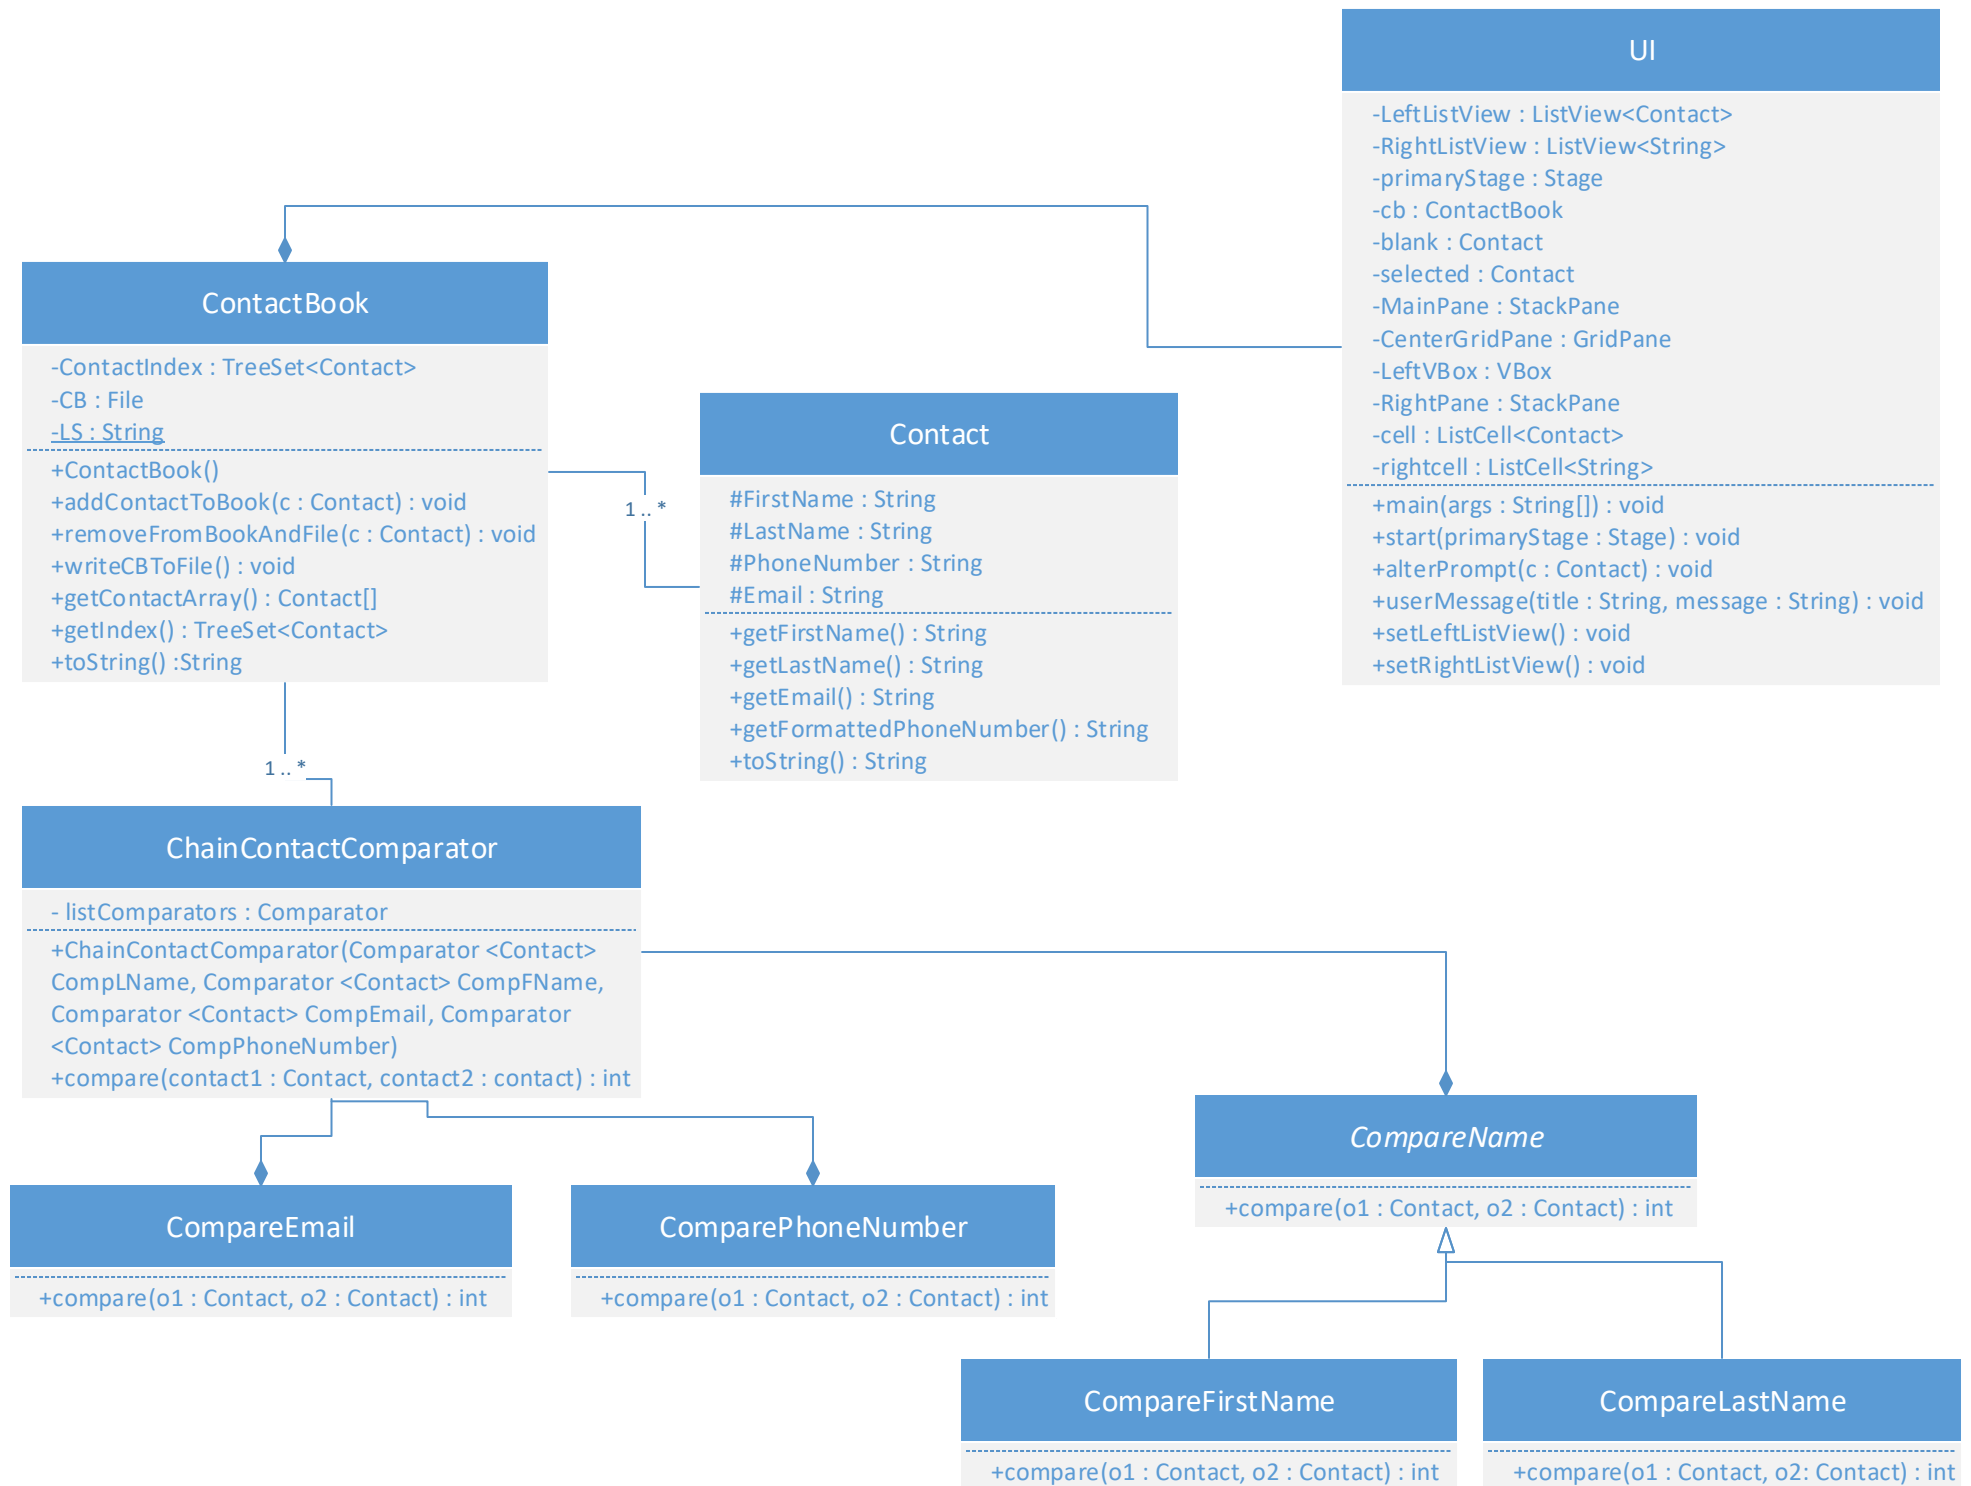 UI
-LeftListView : ListView<Contact>
-RightListView : ListView<String>
-primaryStage : Stage
-cb : ContactBook
-blank : Contact
-selected : Contact
-MainPane : StackPane
-CenterGridPane : GridPane
-LeftVBox : VBox
-RightPane : StackPane
-cell : ListCell<Contact>
-rightcell : ListCell<String>
+main(args : String[]) : void
+start(primaryStage : Stage) : void
+alterPrompt(c : Contact) : void
+userMessage(title : String, message : String) : void
+setLeftListView() : void
+setRightListView() : void
ContactBook
-ContactIndex : TreeSet<Contact>
-CB : File
-LS : String
+ContactBook()
+addContactToBook(c : Contact) : void
+removeFromBookAndFile(c : Contact) : void
+writeCBToFile() : void
+getContactArray() : Contact[]
+getIndex() : TreeSet<Contact>
+toString() :String
1 .. *
Contact
#FirstName : String
#LastName : String
#PhoneNumber : String
#Email : String
+getFirstName() : String
+getLastName() : String
+getEmail() : String
+getFormattedPhoneNumber() : String
+toString() : String
1 .. *
ChainContactComparator
- listComparators : Comparator
+ChainContactComparator(Comparator <Contact>
CompLName, Comparator <Contact> CompFName,
Comparator <Contact> CompEmail, Comparator
<Contact> CompPhoneNumber)
+compare(contact1 : Contact, contact2 : contact) : int
CompareName
+compare(o1 : Contact, o2 : Contact) : int
CompareEmail
+compare(o1 : Contact, o2 : Contact) : int
ComparePhoneNumber
+compare(o1 : Contact, o2 : Contact) : int
CompareFirstName
+compare(o1 : Contact, o2 : Contact) : int
CompareLastName
+compare(o1 : Contact, o2: Contact) : int